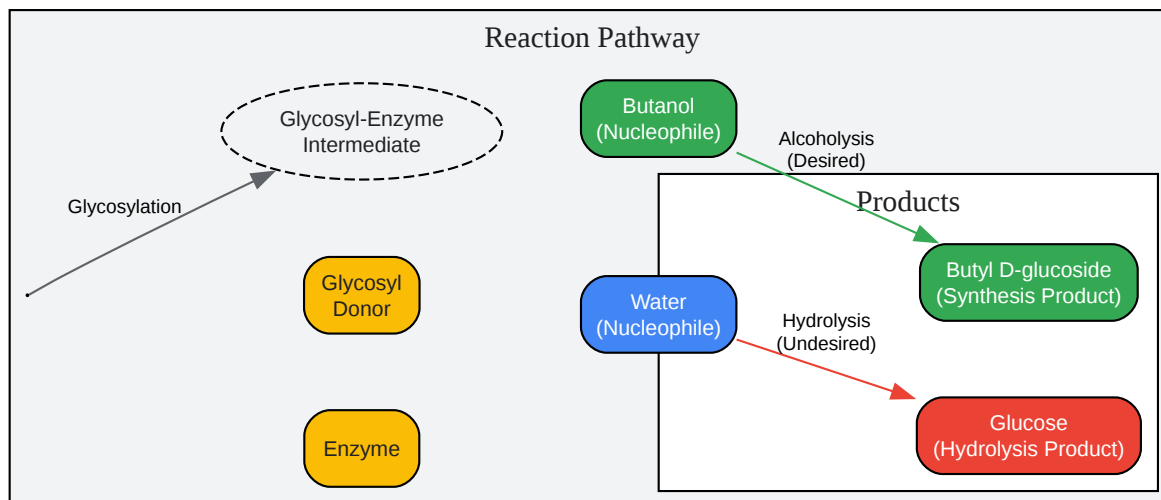 Reaction Pathway
Glycosyl-Enzyme
Intermediate
Butanol
(Nucleophile)
Alcoholysis
(Desired)
Glycosylation
Products
Glycosyl
Donor
Water
(Nucleophile)
Butyl D-glucoside
(Synthesis Product)
Hydrolysis
(Undesired)
Enzyme
Glucose
(Hydrolysis Product)